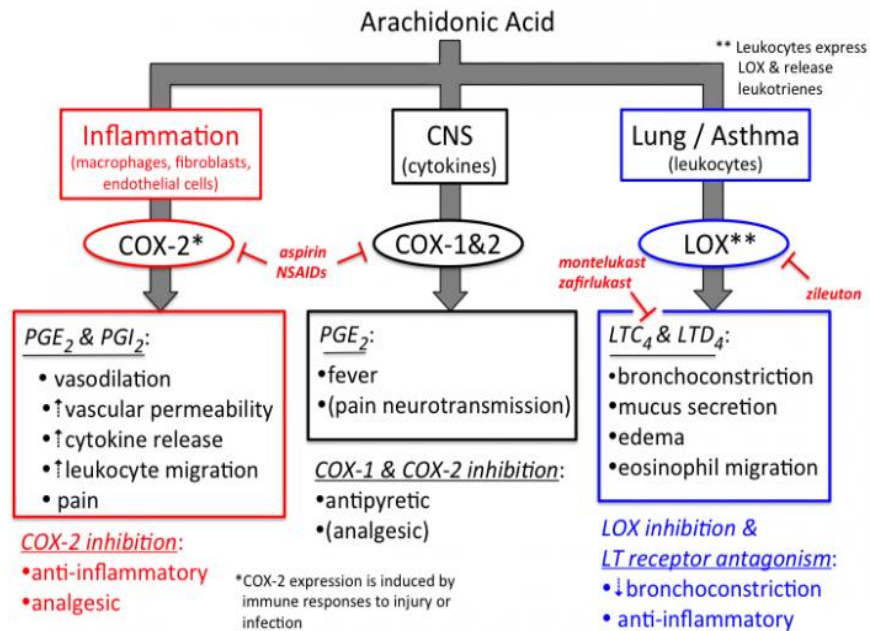 Arachidonic Acid
** Leukocytes express
LOX & release
leukotrienes
Inflammation
(macrophages, fibroblasts,
endothelial cells)
CNS
(cytokines)
Lung / Asthma
(leukocytes)
COX-2*
aspirin
NSAIDs
COX-1&2
LOX**
montelukast
zafirlukast
zileuton
PGE₂ & PGI₂:
• vasodilation
•↑vascular permeability
•↑cytokine release
•↑leukocyte migration
• pain
PGE₂:
•fever
•(pain neurotransmission)
LTC₄ & LTD₄:
•bronchoconstriction
•mucus secretion
•edema
•eosinophil migration
COX-2 inhibition:
•anti-inflammatory
•analgesic
COX-1 & COX-2 inhibition:
•antipyretic
•(analgesic)
*COX-2 expression is induced by
immune responses to injury or
infection
LOX inhibition &
LT receptor antagonism:
•↓bronchoconstriction
• anti-inflammatory